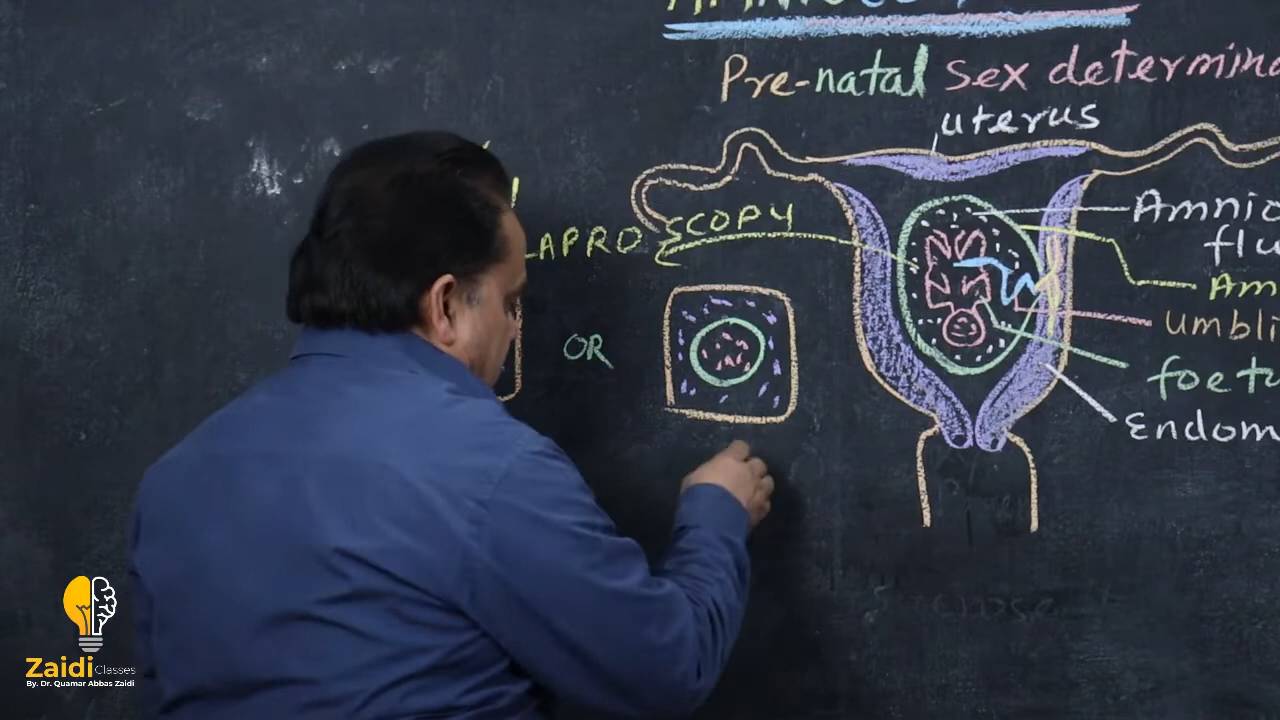 Pre-natal Sex determina
uterus
LAPROSCOPY
Amnio
flu
Am
umbli
OR
foetu
Endom
Zaidi Classes
By. Dr. Quamar Abbas Zaidi